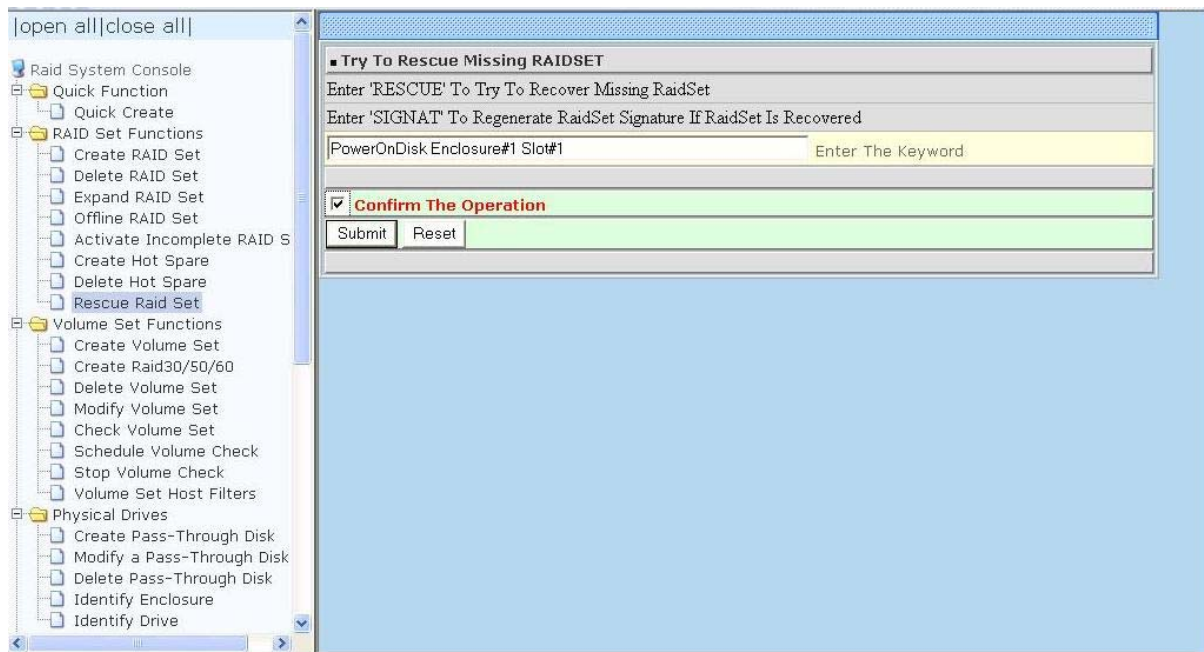 |open all|close all|
Raid System Console
Quick Function
Quick Create
RAID Set Functions
Create RAID Set
Delete RAID Set
Expand RAID Set
Offline RAID Set
Activate Incomplete RAID S
Create Hot Spare
Delete Hot Spare
Rescue Raid Set
Volume Set Functions
Create Volume Set
Create Raid30/50/60
Delete Volume Set
Modify Volume Set
Check Volume Set
Schedule Volume Check
Stop Volume Check
Volume Set Host Filters
Physical Drives
Create Pass-Through Disk
Modify a Pass-Through Disk
Delete Pass-Through Disk
Identify Enclosure
Identify Drive
Try To Rescue Missing RAIDSET
Enter 'RESCUE' To Try To Recover Missing RaidSet
Enter 'SIGNAT' To Regenerate RaidSet Signature If RaidSet Is Recovered
PowerOnDisk Enclosure#1 Slot#1 Enter The Keyword
Confirm The Operation
Submit Reset